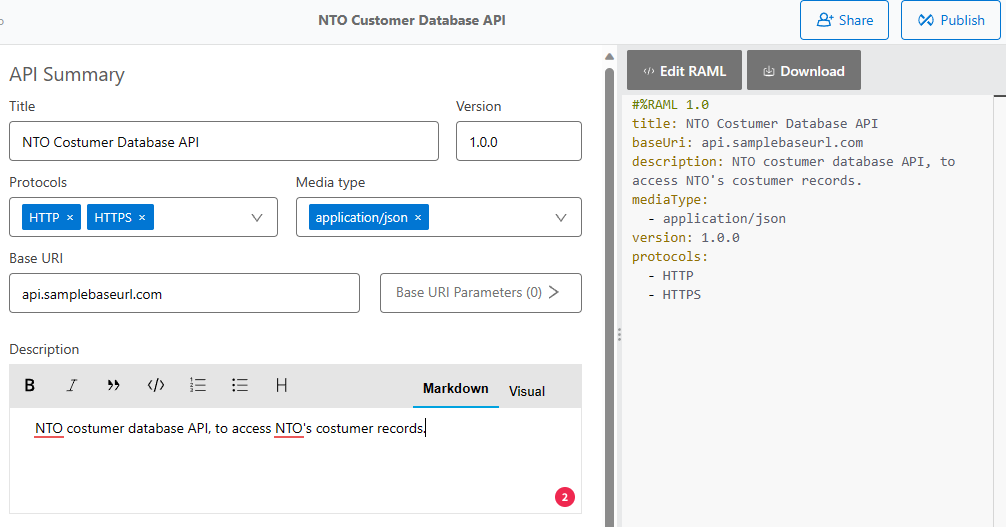 NTO Customer Database API
Share
Publish
API Summary
Title
Version
NTO Costumer Database API
1.0.0
Protocols
Media type
HTTP ×
HTTPS ×
application/json ×
Base URI
api.samplebaseurl.com
Base URI Parameters (0)
Description
B I </> H
Markdown
Visual
NTO costumer database API, to access NTO's costumer records.
2
</> Edit RAML
Download
#%RAML 1.0
title: NTO Costumer Database API
baseUri: api.samplebaseurl.com
description: NTO costumer database API, to
access NTO's costumer records.
mediaType:
- application/json
version: 1.0.0
protocols:
- HTTP
- HTTPS